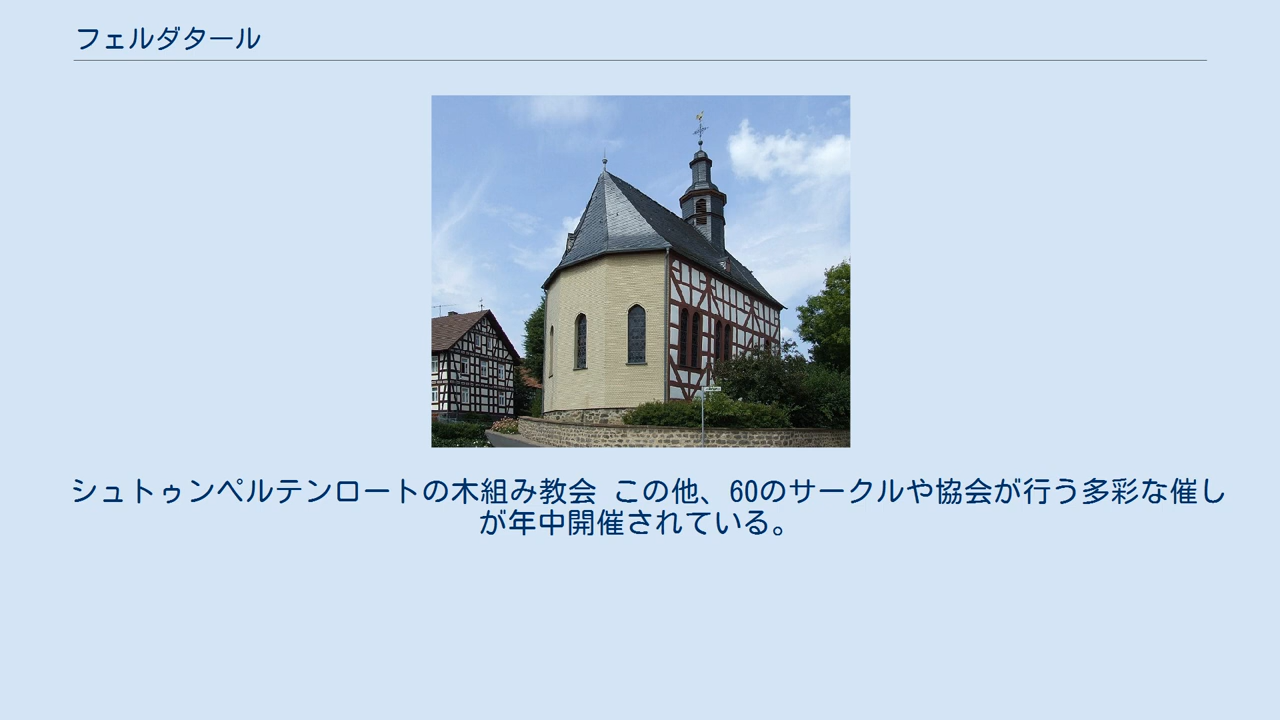 フェルダタール
シュトゥンペルテンロートの木組み教会 この他、60のサークルや協会が行う多彩な催し
が年中開催されている。